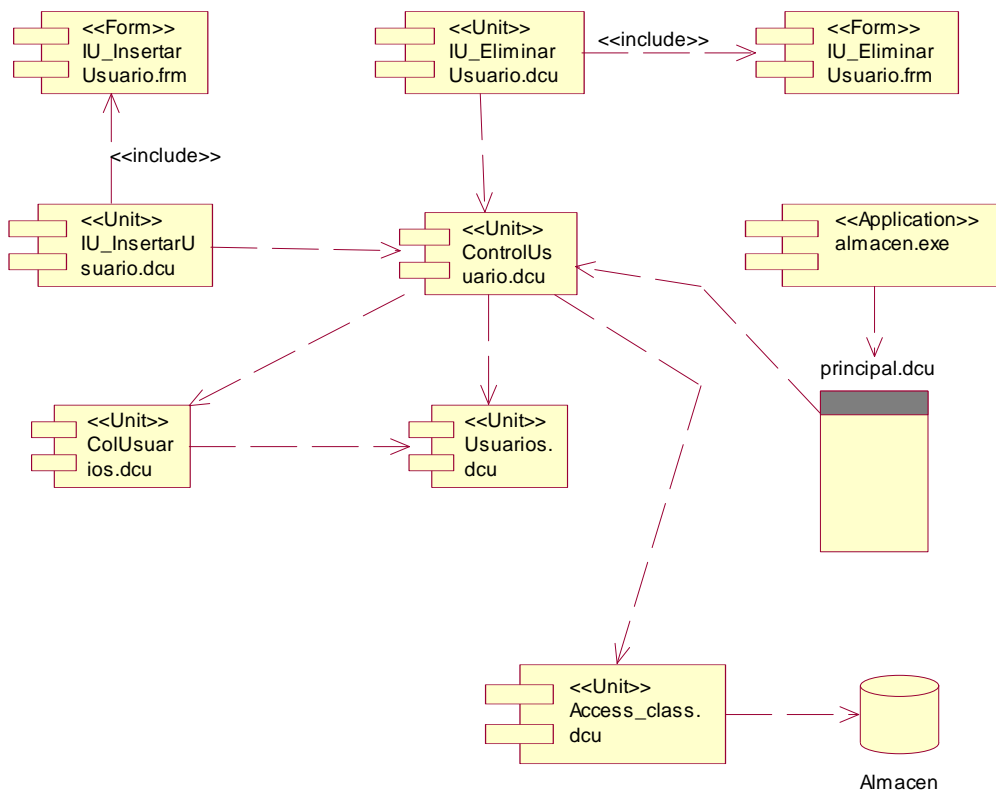 <<Form>>
IU_Insertar
Usuario.frm
<<Unit>>
IU_Eliminar
Usuario.dcu
<<include>>
<<Form>>
IU_Eliminar
Usuario.frm
<<include>>
<<Unit>>
IU_InsertarU
suario.dcu
<<Unit>>
ControlUs
uario.dcu
<<Application>>
almacen.exe
principal.dcu
<<Unit>>
ColUsuar
ios.dcu
<<Unit>>
Usuarios.
dcu
<<Unit>>
Access_class.
dcu
Almacen